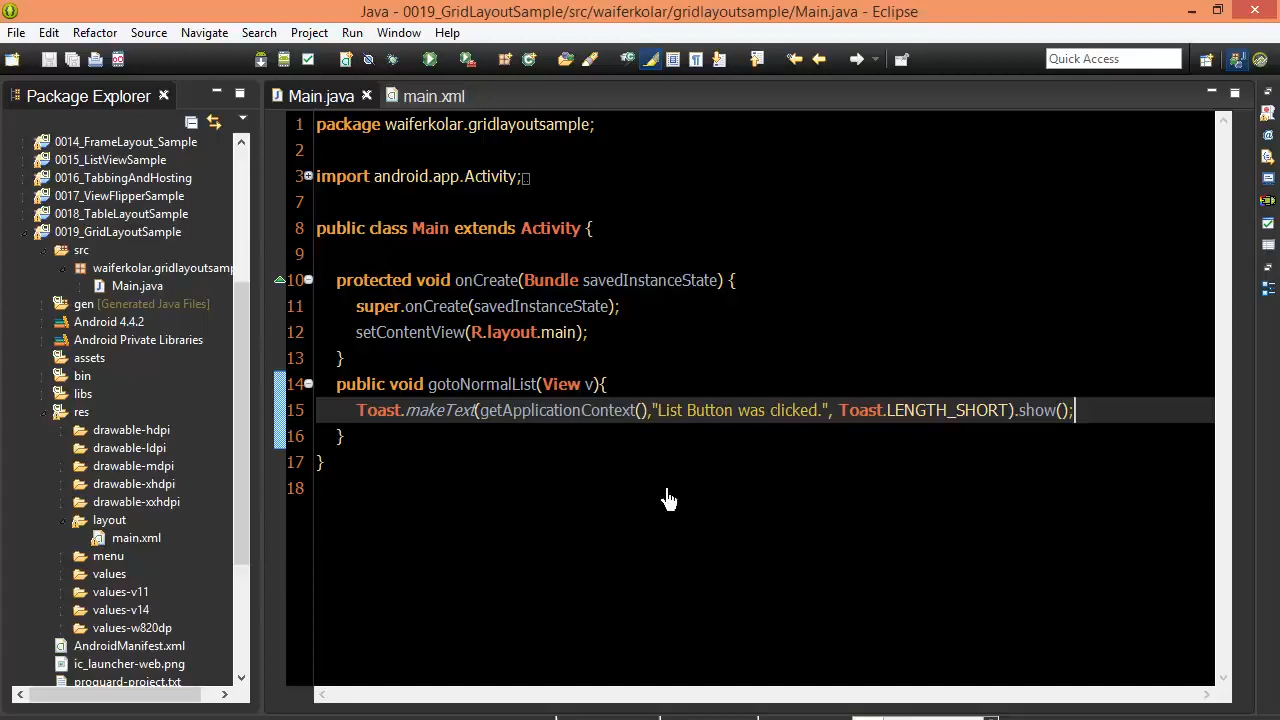 Java - 0019_GridLayoutSample/src/waiferkolar/gridlayoutsample/Main.java - Eclipse
File Edit Refactor Source Navigate Search Project Run Window Help
Quick Access
Package Explorer
Main.java
main.xml
0014_FrameLayout_Sample
0015_ListViewSample
0016_TabbingAndHosting
0017_ViewFlipperSample
0018_TableLayoutSample
0019_GridLayoutSample
src
waiferkolar.gridlayoutsamp
Main.java
gen [Generated Java Files]
Android 4.4.2
Android Private Libraries
assets
bin
libs
res
drawable-hdpi
drawable-ldpi
drawable-mdpi
drawable-xhdpi
drawable-xxhdpi
layout
main.xml
menu
values
values-v11
values-v14
values-w820dp
AndroidManifest.xml
ic_launcher-web.png
proguard-project.txt
1 package waiferkolar.gridlayoutsample;
2
3 import android.app.Activity;
7
8 public class Main extends Activity {
9
10 protected void onCreate(Bundle savedInstanceState) {
11 super.onCreate(savedInstanceState);
12 setContentView(R.layout.main);
13 }
14 public void gotoNormalList(View v){
15 Toast.makeText(getApplicationContext(),"List Button was clicked.", Toast.LENGTH_SHORT).show();
16 }
17 }
18